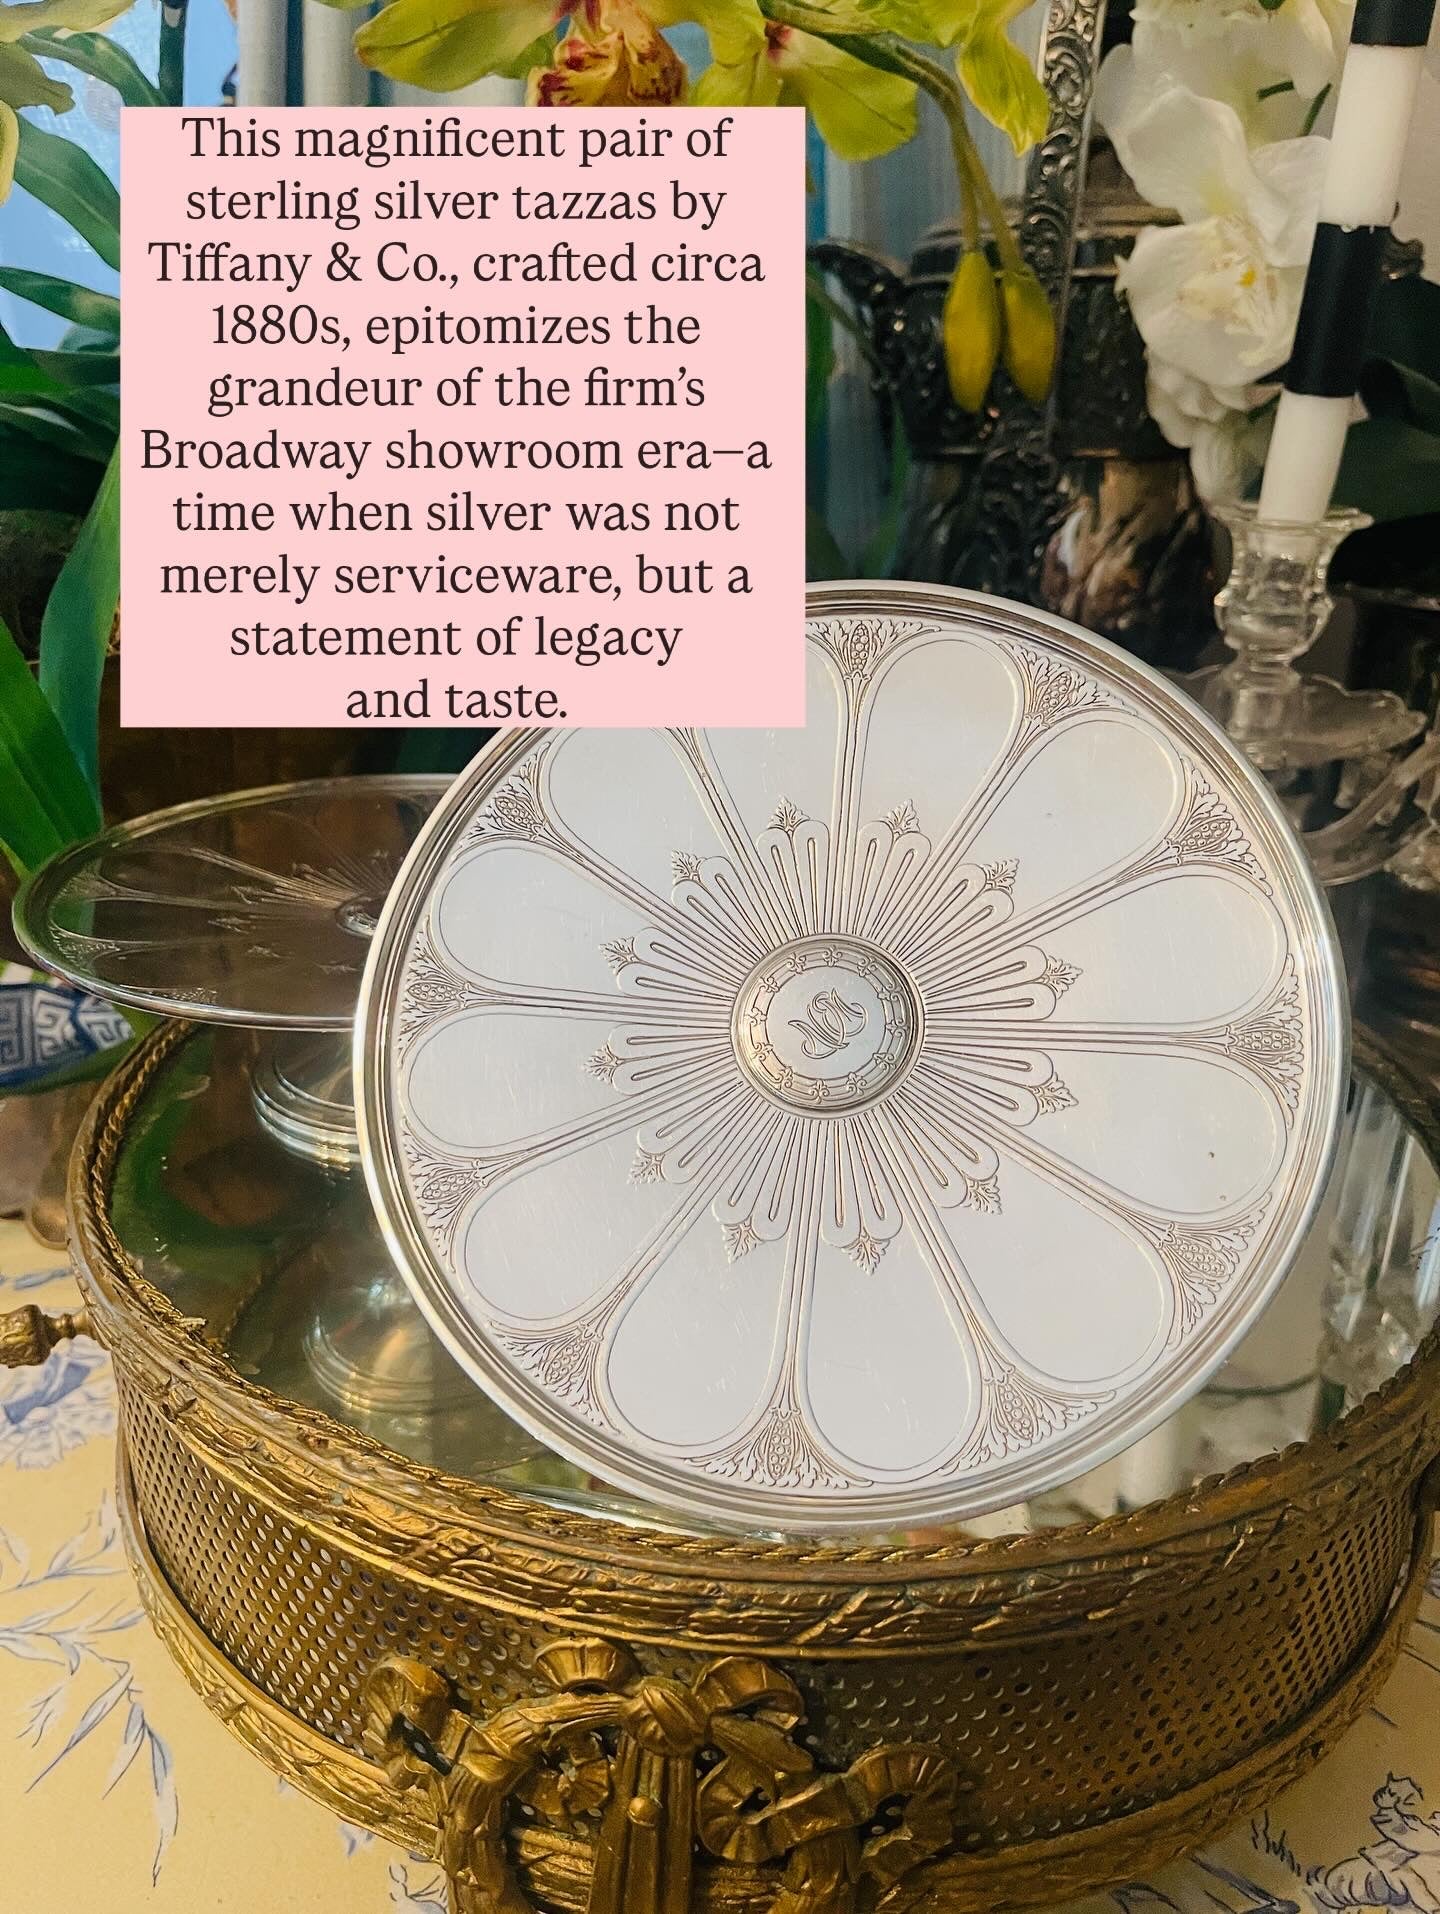 This magnificent pair of
sterling silver tazzas by
Tiffany & Co., crafted circa
1880s, epitomizes the
grandeur of the firm’s
Broadway showroom era—a
time when silver was not
merely serviceware, but a
statement of legacy
and taste.